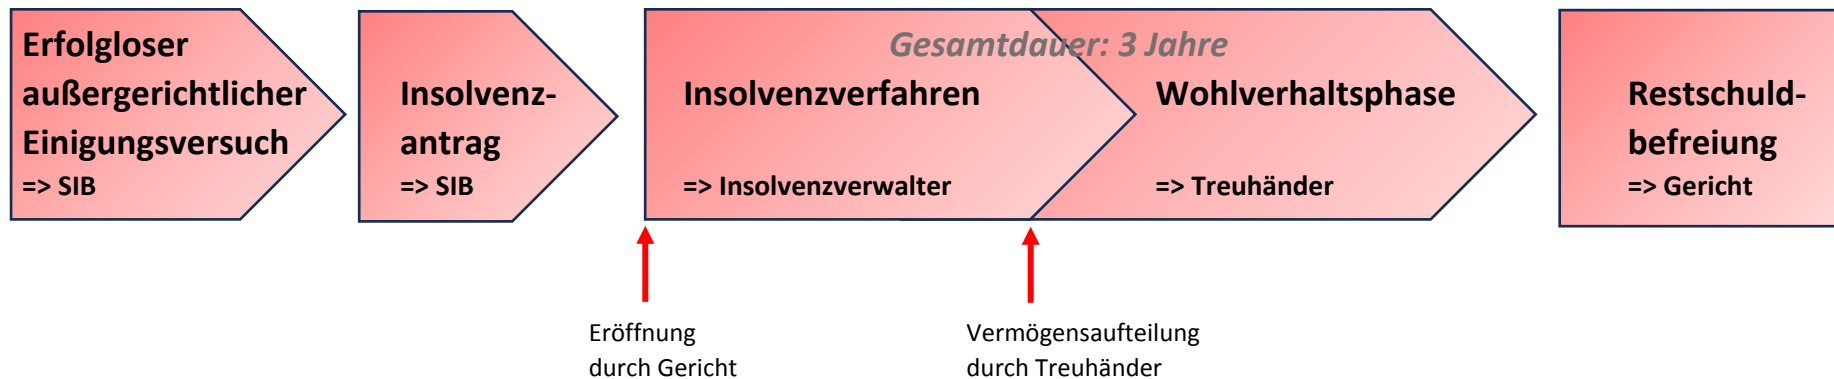 Erfolgloser
außergerichtlicher
Einigungsversuch
=> SIB
Insolvenz-
antrag
=> SIB
Gesamtdauer: 3 Jahre
Insolvenzverfahren
=> Insolvenzverwalter
Wohlverhaltsphase
=> Treuhänder
Restschuld-
befreiung
=> Gericht
Eröffnung
durch Gericht
Vermögensaufteilung
durch Treuhänder